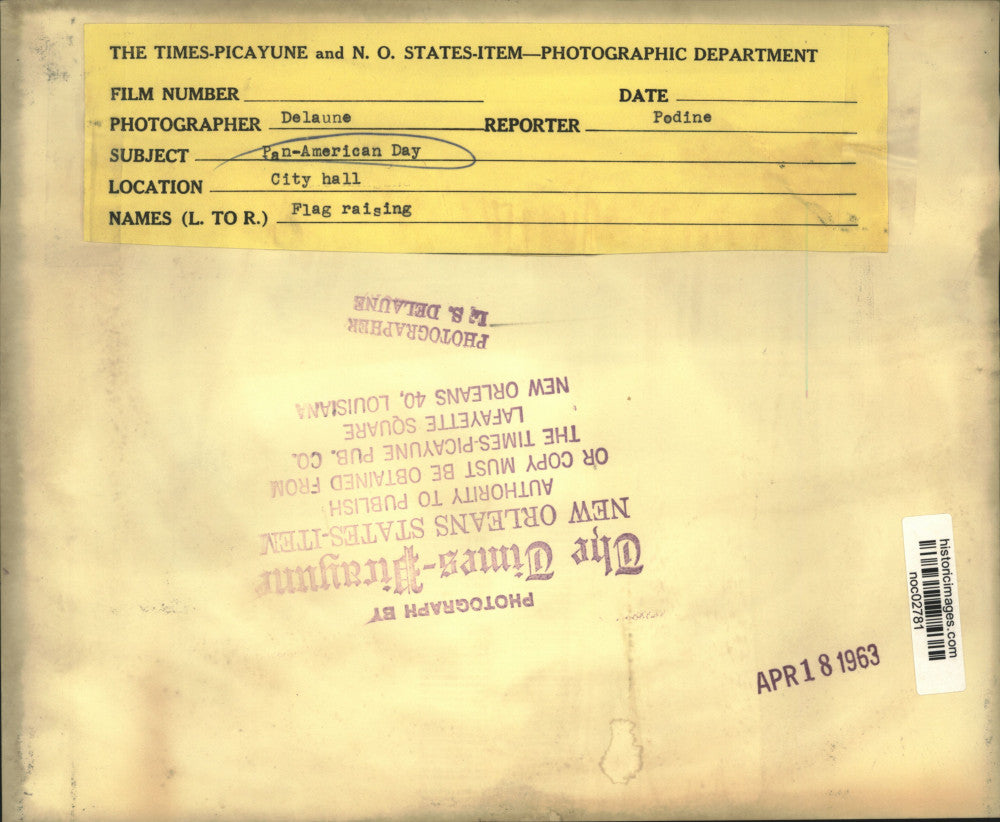 THE TIMES-PICAYUNE and N. O. STATES-ITEM—PHOTOGRAPHIC DEPARTMENT
FILM NUMBER DATE
PHOTOGRAPHER Delaune REPORTER Podine
SUBJECT Pan-American Day
LOCATION City hall
NAMES (L. TO R.) Flag raising
PHOTOGRAPHER
L. S. DELAUNE
PHOTOGRAPH BY
The Times-Picayune
NEW ORLEANS STATES-ITEM
AUTHORITY TO PUBLISH
OR COPY MUST BE OBTAINED FROM
THE TIMES-PICAYUNE PUB. CO.
LAFAYETTE SQUARE
NEW ORLEANS 40, LOUISIANA
historicimages.com
noc02781
APR 18 1963